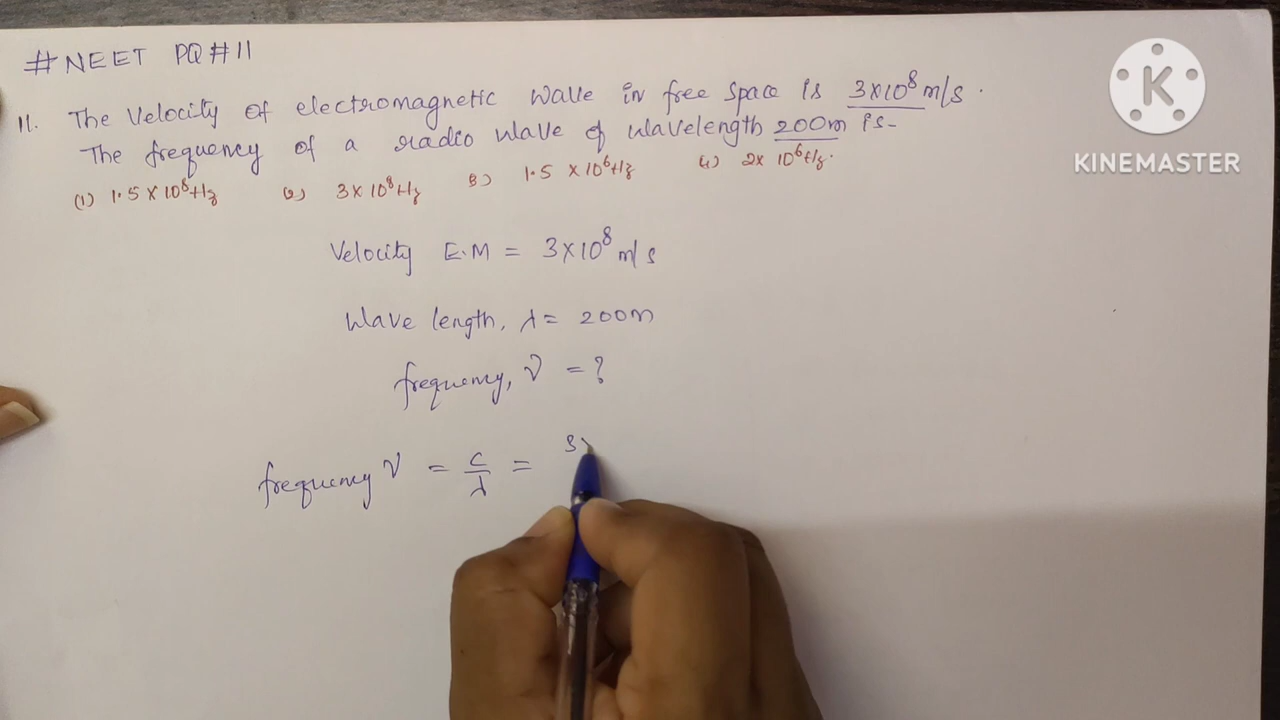 #NEET PQ#11
11. The Velocity of electromagnetic wave in free space is 3×10⁸ m/s.
The frequency of a radio wave of wavelength 200m is-
(1) 1.5×10⁸Hz (2) 3×10⁸Hz 3) 1.5×10⁶Hz 4) 2×10⁶Hz.
K
KINEMASTER
Velocity E.M = 3×10⁸ m/s
Wave length, λ = 200m
frequency, ν = ?
frequency ν = c/λ = 3×